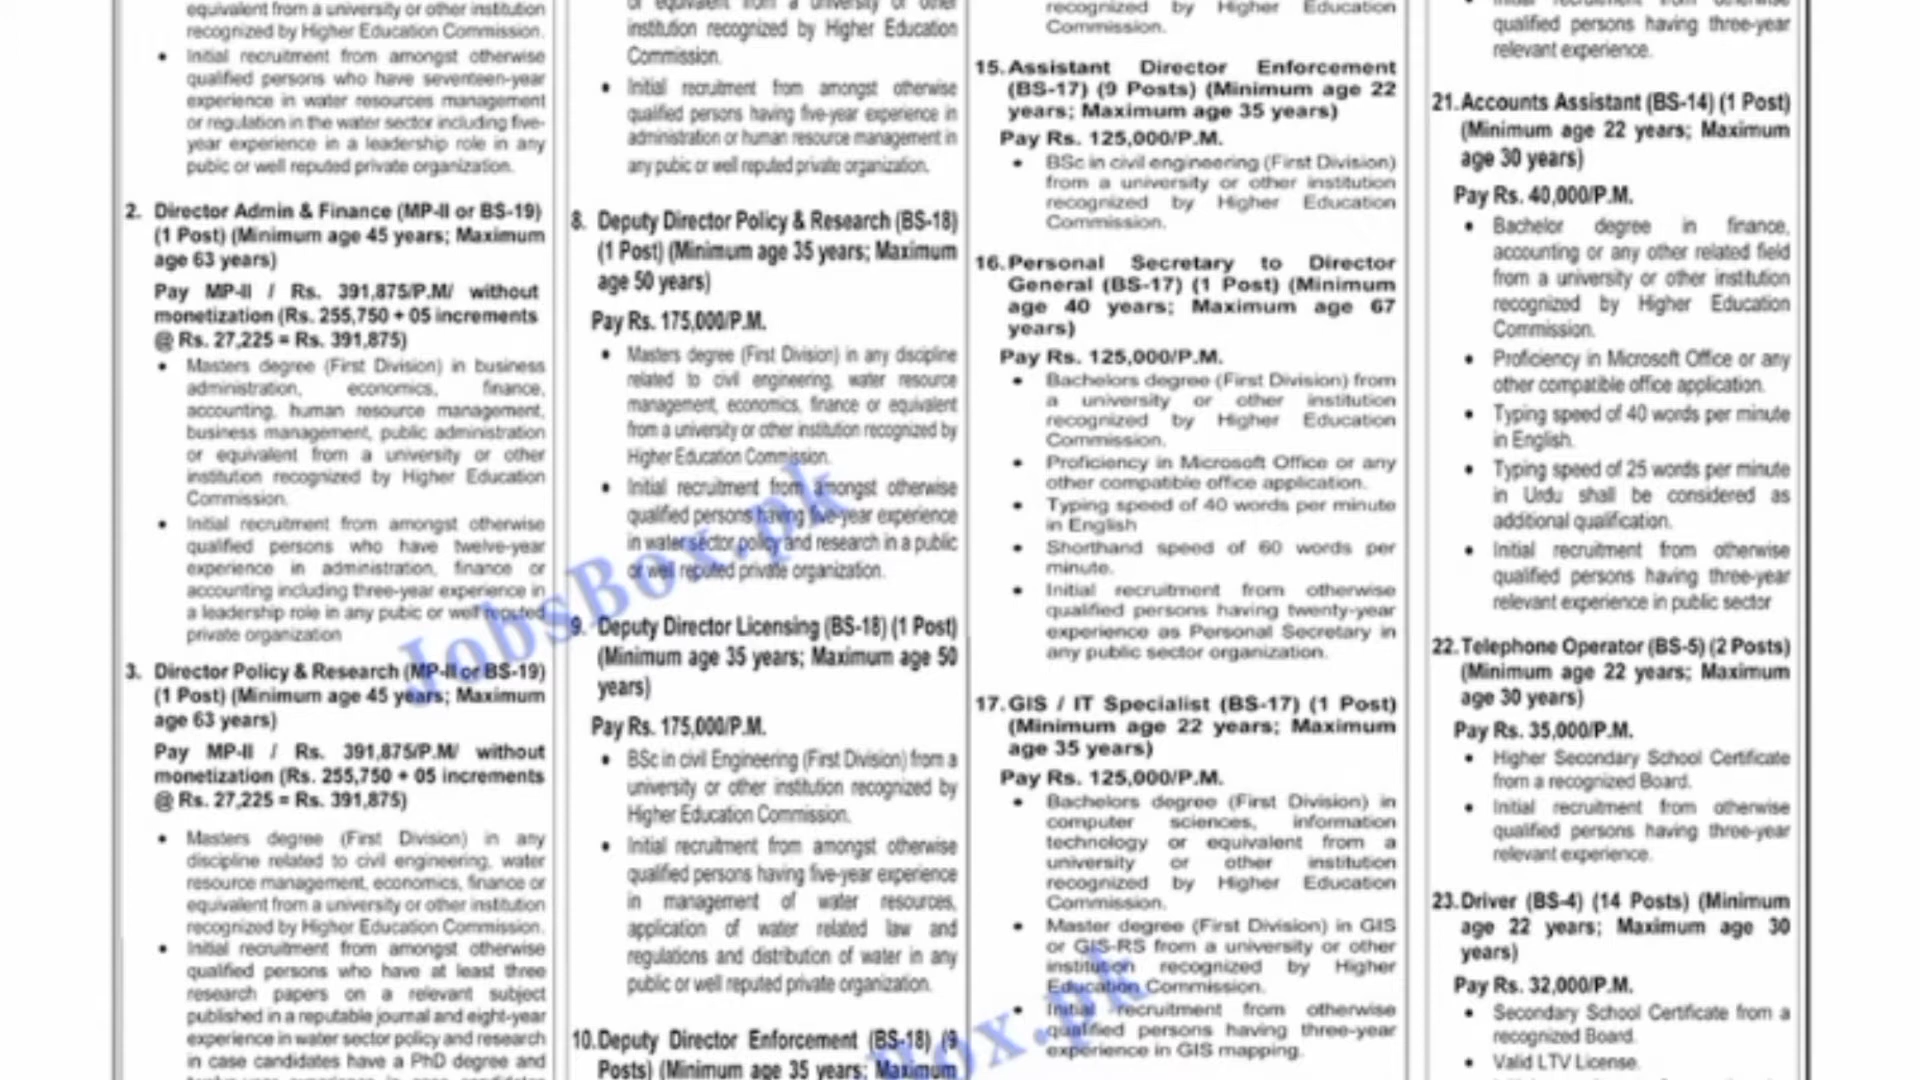 equivalent from a university or other institution
recognized by Higher Education Commission.
• Initial recruitment from amongst otherwise
qualified persons who have seventeen-year
experience in water resources management
or regulation in the water sector including five-
year experience in a leadership role in any
pubic or well reputed private organization.
2. Director Admin & Finance (MP-II or BS-19)
(1 Post) (Minimum age 45 years; Maximum
age 63 years)
Pay MP-II / Rs. 391,875/P.M/ without
monetization (Rs. 255,750 + 05 increments
@ Rs. 27,225 = Rs. 391,875)
• Masters degree (First Division) in business
administration, economics, finance,
accounting, human resource management,
business management, public administration
or equivalent from a university or other
institution recognized by Higher Education
Commission.
• Initial recruitment from amongst otherwise
qualified persons who have twelve-year
experience in administration, finance or
accounting including three-year experience in
a leadership role in any pubic or well reputed
private organization
3. Director Policy & Research (MP-II or BS-19)
(1 Post) (Minimum age 45 years; Maximum
age 63 years)
Pay MP-II / Rs. 391,875/P.M/ without
monetization (Rs. 255,750 + 05 increments
@ Rs. 27,225 = Rs. 391,875)
• Masters degree (First Division) in any
discipline related to civil engineering, water
resource management, economics, finance or
equivalent from a university or other institution
recognized by Higher Education Commission.
• Initial recruitment from amongst otherwise
qualified persons who have at least three
research papers on a relevant subject
published in a reputable journal and eight-year
experience in water sector policy and research
in case candidates have a PhD degree and
or equivalent from a university or other
institution recognized by Higher Education
Commission.
• Initial recruitment from amongst otherwise
qualified persons having five-year experience in
administration or human resource management in
any pubic or well reputed private organization.
8. Deputy Director Policy & Research (BS-18)
(1 Post) (Minimum age 35 years; Maximum
age 50 years)
Pay Rs. 175,000/P.M.
• Masters degree (First Division) in any discipline
related to civil engineering, water resource
management, economics, finance or equivalent
from a university or other institution recognized by
Higher Education Commission.
• Initial recruitment from amongst otherwise
qualified persons having five-year experience
in water sector policy and research in a public
or well reputed private organization.
9. Deputy Director Licensing (BS-18) (1 Post)
(Minimum age 35 years; Maximum age 50
years)
Pay Rs. 175,000/P.M.
• BSc in civil Engineering (First Division) from a
university or other institution recognized by
Higher Education Commission.
• Initial recruitment from amongst otherwise
qualified persons having five-year experience
in management of water resources,
application of water related law and
regulations and distribution of water in any
public or well reputed private organization.
10. Deputy Director Enforcement (BS-18) (9
Posts) (Minimum age 35 years; Maximum
recognized by Higher Education
Commission.
15. Assistant Director Enforcement
(BS-17) (9 Posts) (Minimum age 22
years; Maximum age 35 years)
Pay Rs. 125,000/P.M.
• BSc in civil engineering (First Division)
from a university or other institution
recognized by Higher Education
Commission.
16. Personal Secretary to Director
General (BS-17) (1 Post) (Minimum
age 40 years; Maximum age 67
years)
Pay Rs. 125,000/P.M.
• Bachelors degree (First Division) from
a university or other institution
recognized by Higher Education
Commission.
• Proficiency in Microsoft Office or any
other compatible office application.
• Typing speed of 40 words per minute
in English
• Shorthand speed of 60 words per
minute.
• Initial recruitment from otherwise
qualified persons having twenty-year
experience as Personal Secretary in
any public sector organization.
17. GIS / IT Specialist (BS-17) (1 Post)
(Minimum age 22 years; Maximum
age 35 years)
Pay Rs. 125,000/P.M.
• Bachelors degree (First Division) in
computer sciences, information
technology or equivalent from a
university or other institution
recognized by Higher Education
Commission.
• Master degree (First Division) in GIS
or GIS-RS from a university or other
institution recognized by Higher
Education Commission.
• Initial recruitment from otherwise
qualified persons having three-year
experience in GIS mapping.
qualified persons having three-year
relevant experience.
21. Accounts Assistant (BS-14) (1 Post)
(Minimum age 22 years; Maximum
age 30 years)
Pay Rs. 40,000/P.M.
• Bachelor degree in finance,
accounting or any other related field
from a university or other institution
recognized by Higher Education
Commission.
• Proficiency in Microsoft Office or any
other compatible office application.
• Typing speed of 40 words per minute
in English.
• Typing speed of 25 words per minute
in Urdu shall be considered as
additional qualification.
• Initial recruitment from otherwise
qualified persons having three-year
relevant experience in public sector
22. Telephone Operator (BS-5) (2 Posts)
(Minimum age 22 years; Maximum
age 30 years)
Pay Rs. 35,000/P.M.
• Higher Secondary School Certificate
from a recognized Board.
• Initial recruitment from otherwise
qualified persons having three-year
relevant experience.
23. Driver (BS-4) (14 Posts) (Minimum
age 22 years; Maximum age 30
years)
Pay Rs. 32,000/P.M.
• Secondary School Certificate from a
recognized Board.
• Valid LTV License.
JobsBox.pk
Box.pk